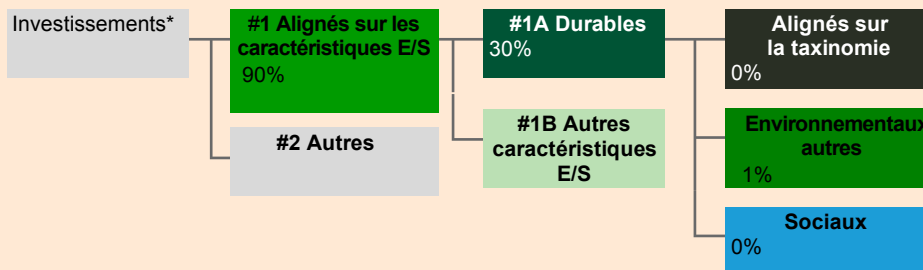 Investissements*
#1 Alignés sur les
caractéristiques E/S
90%
#2 Autres
#1A Durables
30%
#1B Autres
caractéristiques
E/S
Alignés sur
la taxinomie
0%
Environnementaux
autres
1%
Sociaux
0%